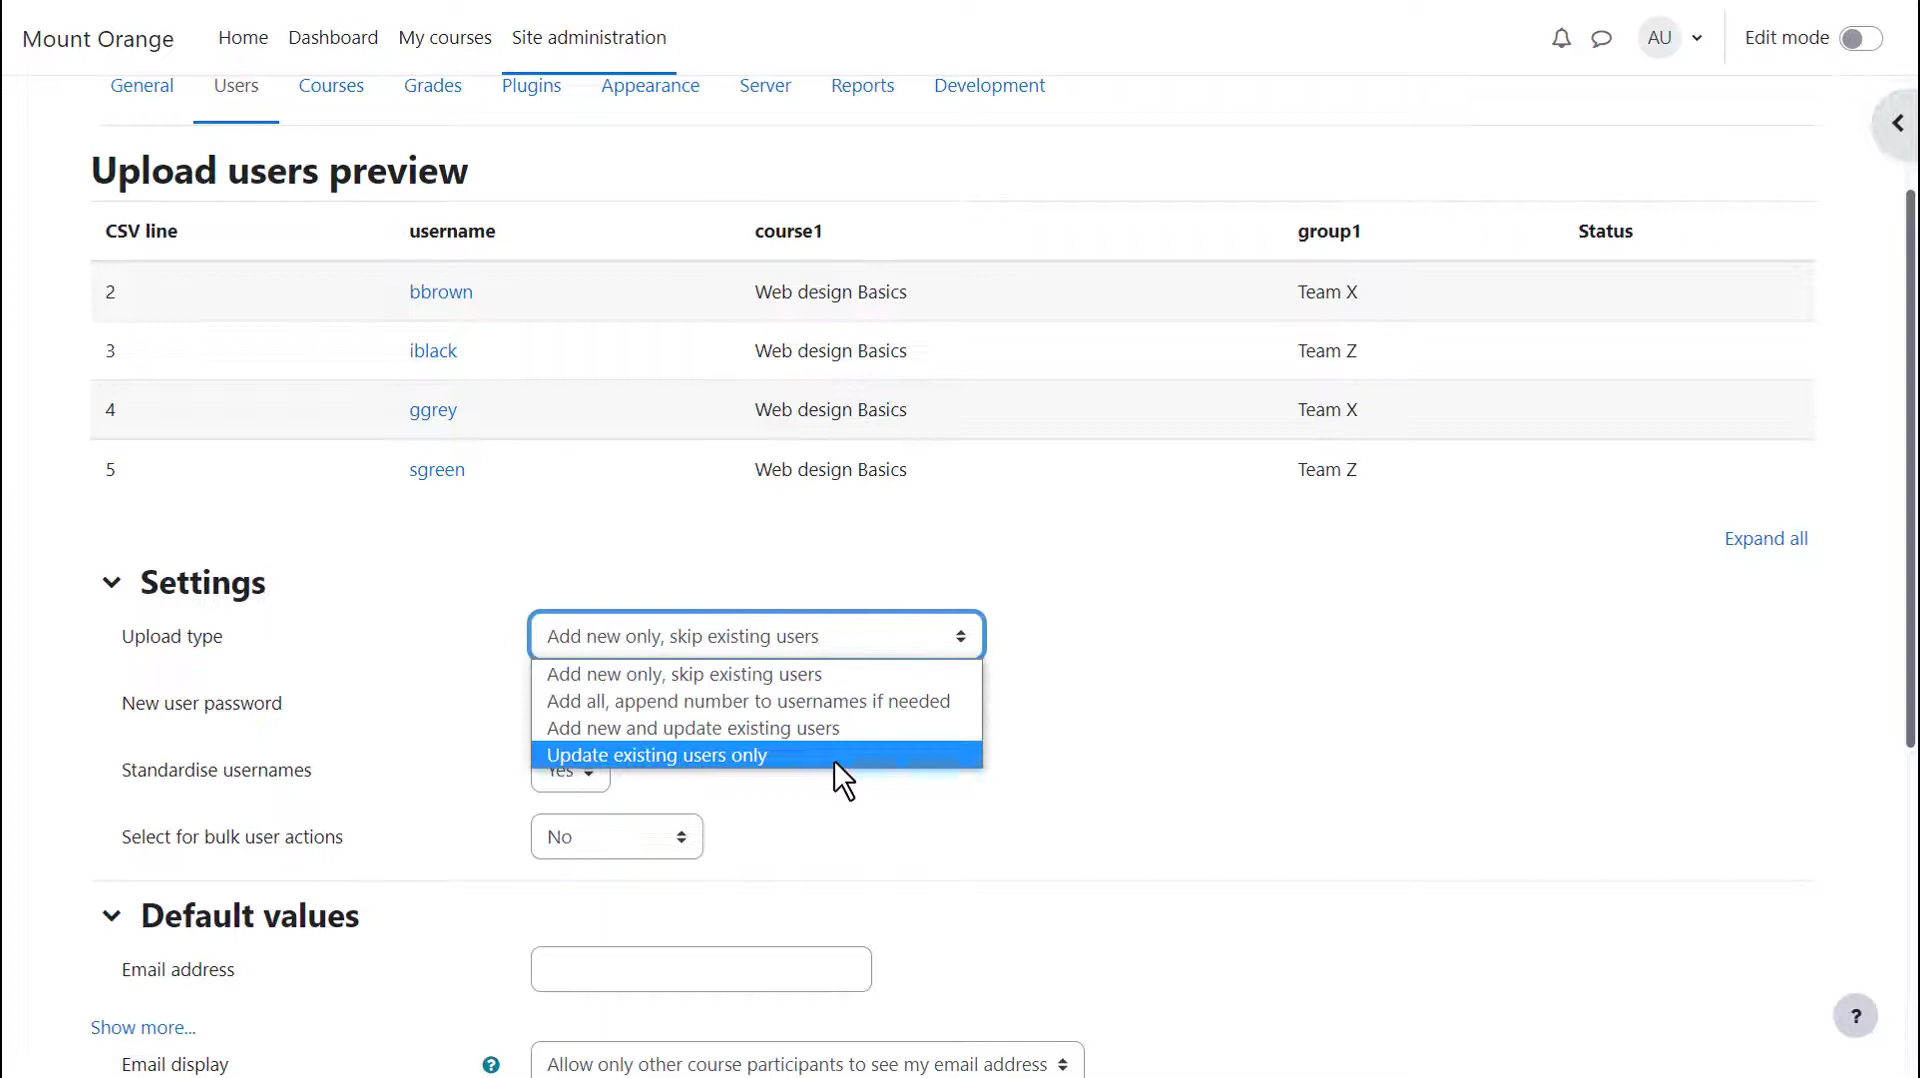 Mount Orange Home Dashboard My courses Site administration AU Edit mode
General Users Courses Grades Plugins Appearance Server Reports Development
Upload users preview
CSV line username course1 group1 Status
2 bbrown Web design Basics Team X
3 iblack Web design Basics Team Z
4 ggrey Web design Basics Team X
5 sgreen Web design Basics Team Z
Expand all
Settings
Upload type Add new only, skip existing users
Add new only, skip existing users
New user password Add all, append number to usernames if needed
Add new and update existing users
Update existing users only
Standardise usernames Yes
Select for bulk user actions No
Default values
Email address
?
Show more...
Email display ? Allow only other course participants to see my email address